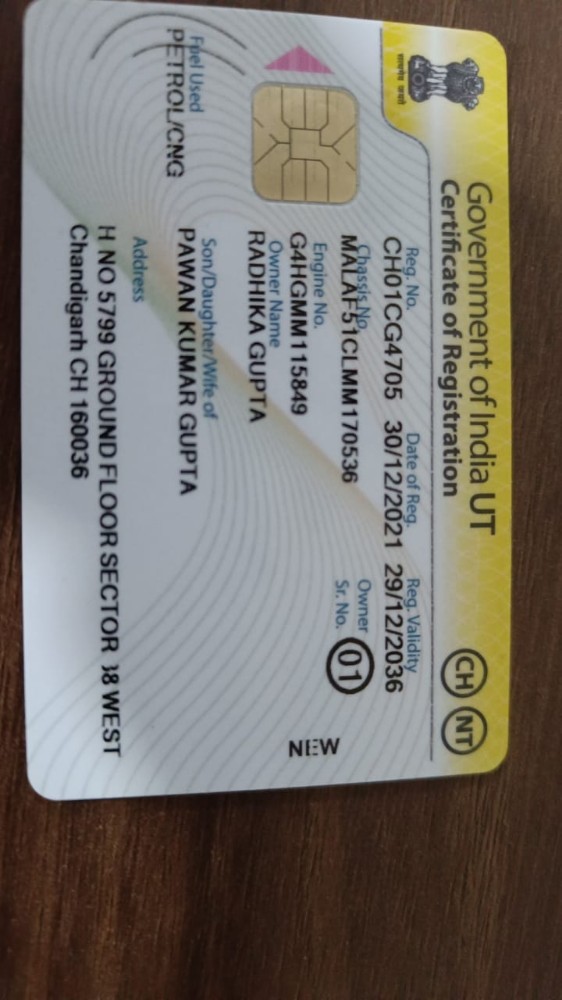 Government of India UT
Certificate of Registration
CH NT
सत्यमेव जयते
Reg. No. Date of Reg. Reg. Validity
CH01CG4705 30/12/2021 29/12/2036
Chassis No.
MALAF51CLMM170536
Owner
Sr. No. 01
Engine No.
G4HGMM115849
NEW
Owner Name
RADHIKA GUPTA
Fuel Used
PETROL/CNG
Son/Daughter/Wife of
PAWAN KUMAR GUPTA
Address
H NO 5799 GROUND FLOOR SECTOR 38 WEST
Chandigarh CH 160036